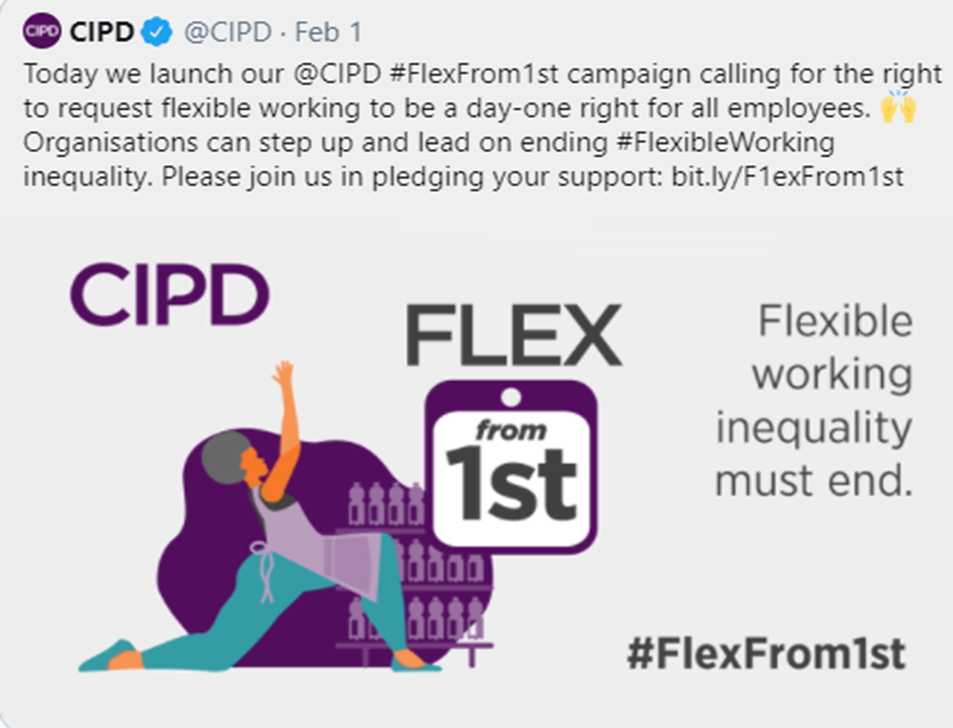 CIPD CIPD @CIPD · Feb 1
Today we launch our @CIPD #FlexFrom1st campaign calling for the right
to request flexible working to be a day-one right for all employees. 🙌
Organisations can step up and lead on ending #FlexibleWorking
inequality. Please join us in pledging your support: bit.ly/F1exFrom1st
CIPD
FLEX
from
1st
Flexible
working
inequality
must end.
#FlexFrom1st